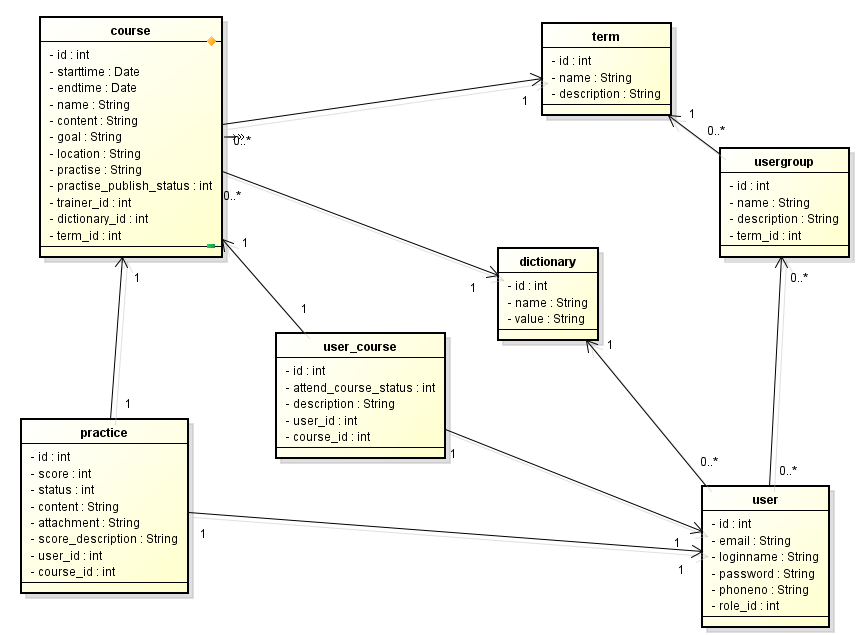 course
- id : int
- starttime : Date
- endtime : Date
- name : String
- content : String
- goal : String
- location : String
- practise : String
- practise_publish_status : int
- trainer_id : int
- dictionary_id : int
- term_id : int
0..*
1
0..*
1
term
- id : int
- name : String
- description : String
1
0..*
usergroup
- id : int
- name : String
- description : String
- term_id : int
0..*
0..*
dictionary
- id : int
- name : String
- value : String
1
0..*
1
1
user_course
- id : int
- attend_course_status : int
- description : String
- user_id : int
- course_id : int
1
1
1
1
practice
- id : int
- score : int
- status : int
- content : String
- attachment : String
- score_description : String
- user_id : int
- course_id : int
1
1
user
- id : int
- email : String
- loginname : String
- password : String
- phoneno : String
- role_id : int